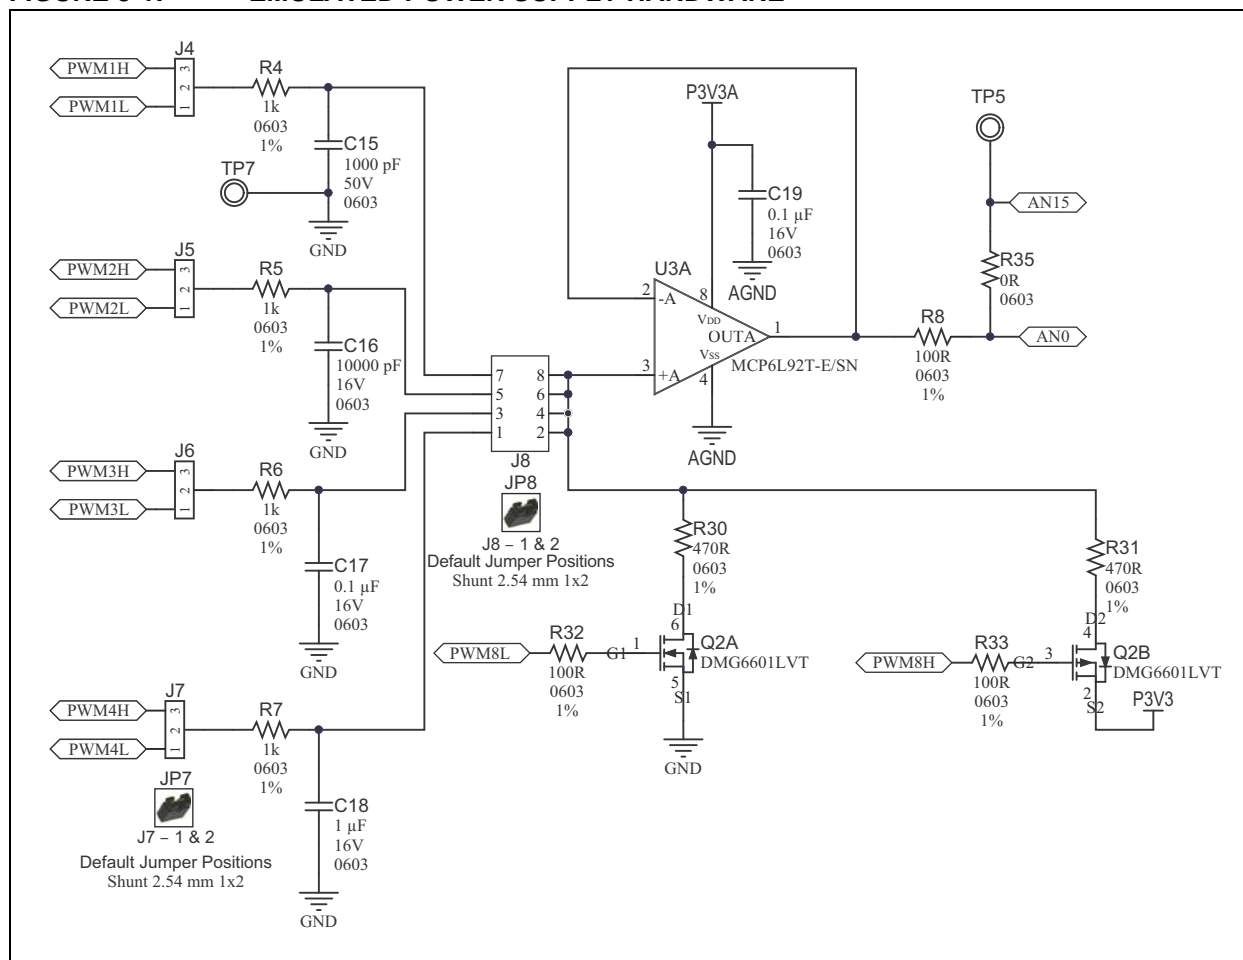 FIGURE 3-1: EMULATED POWER SUPPLY HARDWARE
J4
PWM1H
3
2
1
PWM1L
R4
1k
0603
1%
C15
1000 pF
50V
0603
TP7
GND
J5
PWM2H
3
2
1
PWM2L
R5
1k
0603
1%
C16
10000 pF
16V
0603
GND
J6
PWM3H
3
2
1
PWM3L
R6
1k
0603
1%
C17
0.1 µF
16V
0603
GND
J7
PWM4H
3
2
1
PWM4L
R7
1k
0603
1%
JP7
J7 – 1 & 2
Default Jumper Positions
Shunt 2.54 mm 1x2
C18
1 µF
16V
0603
GND
7 8
5 6
3 4
1 2
J8
JP8
J8 – 1 & 2
Default Jumper Positions
Shunt 2.54 mm 1x2
P3V3A
C19
0.1 µF
16V
0603
AGND
U3A
2
-A
8
VDD
OUTA
1
VSS
3
+A
4
MCP6L92T-E/SN
AGND
R8
100R
0603
1%
TP5
AN15
R35
0R
0603
AN0
R30
470R
0603
1%
D1
6
PWM8L
R32
100R
0603
1%
G1
1
Q2A
DMG6601LVT
5
S1
GND
R31
470R
0603
1%
D2
4
PWM8H
R33
100R
0603
1%
G2
3
Q2B
DMG6601LVT
2
S2
P3V3